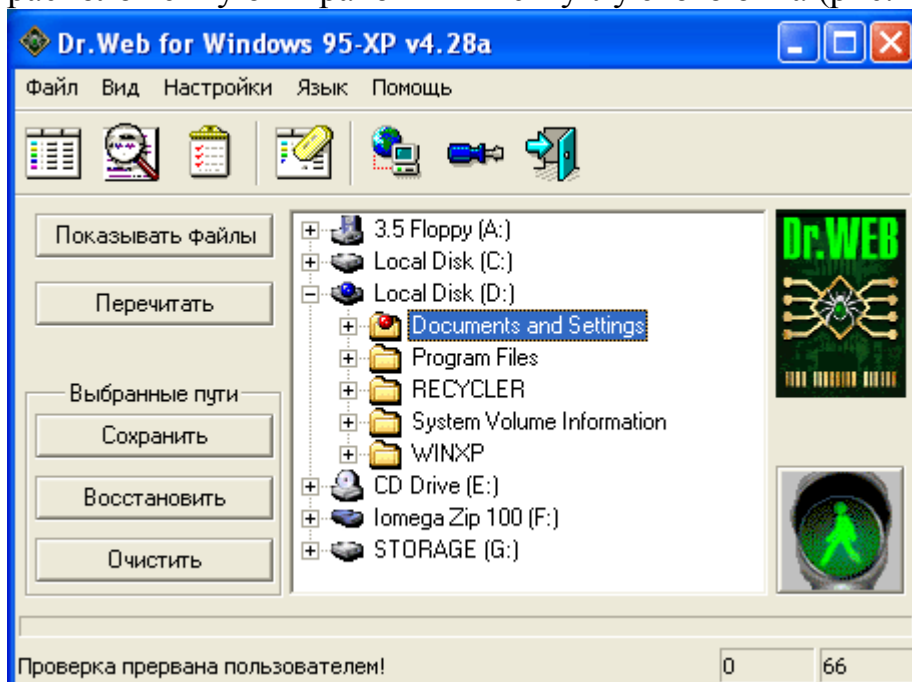 Dr.Web for Windows 95-XP v4.28a
Файл Вид Настройки Язык Помощь
Показывать файлы
Перечитать
Выбранные пути
Сохранить
Восстановить
Очистить
3.5 Floppy (A:)
Local Disk (C:)
Local Disk (D:)
Documents and Settings
Program Files
RECYCLER
System Volume Information
WINXP
CD Drive (E:)
Iomega Zip 100 (F:)
STORAGE (G:)
Dr.WEB
Проверка прервана пользователем! 0 66